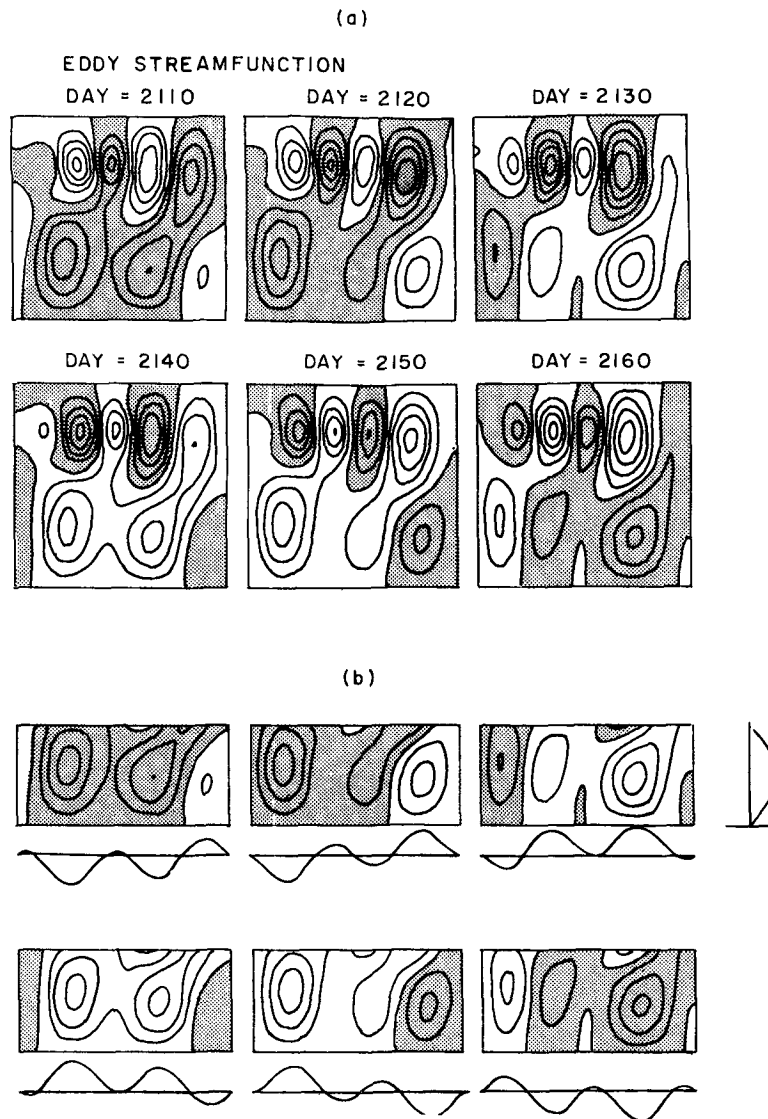 (a)
EDDY STREAMFUNCTION
DAY = 2110 DAY = 2120 DAY = 2130
DAY = 2140 DAY = 2150 DAY = 2160
(b)